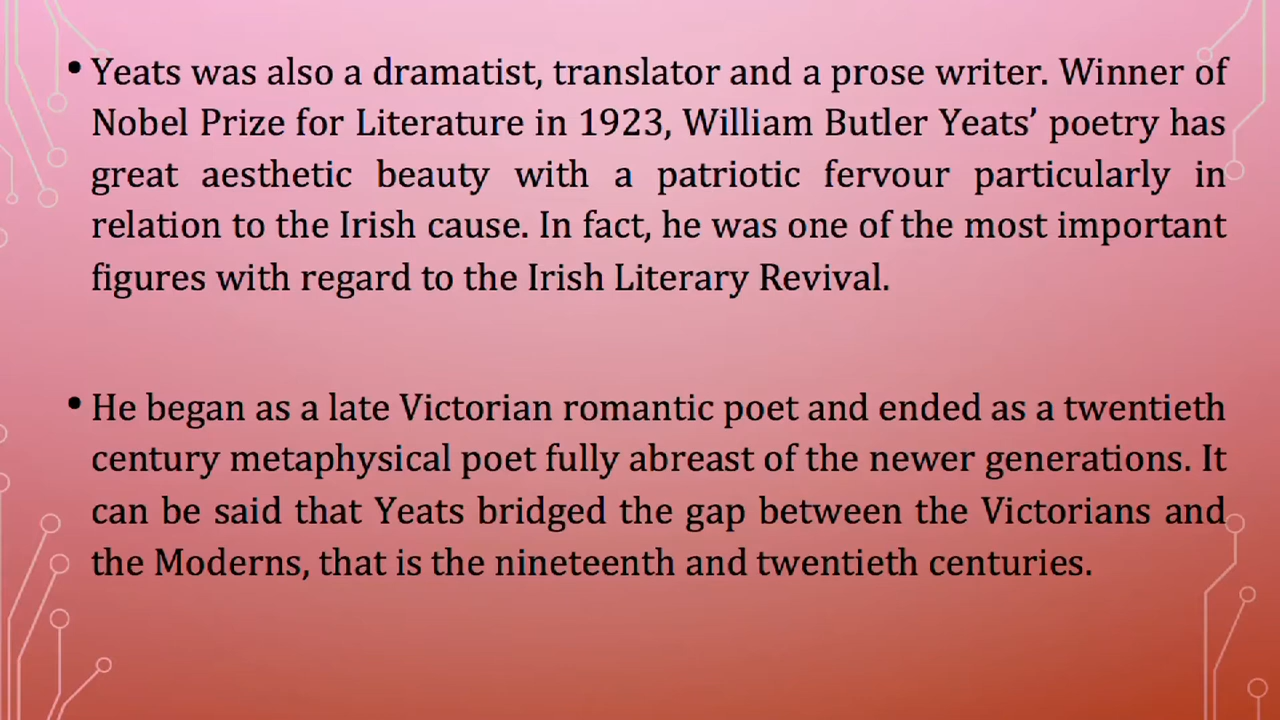 • Yeats was also a dramatist, translator and a prose writer. Winner of
Nobel Prize for Literature in 1923, William Butler Yeats’ poetry has
great aesthetic beauty with a patriotic fervour particularly in
relation to the Irish cause. In fact, he was one of the most important
figures with regard to the Irish Literary Revival.
• He began as a late Victorian romantic poet and ended as a twentieth
century metaphysical poet fully abreast of the newer generations. It
can be said that Yeats bridged the gap between the Victorians and
the Moderns, that is the nineteenth and twentieth centuries.